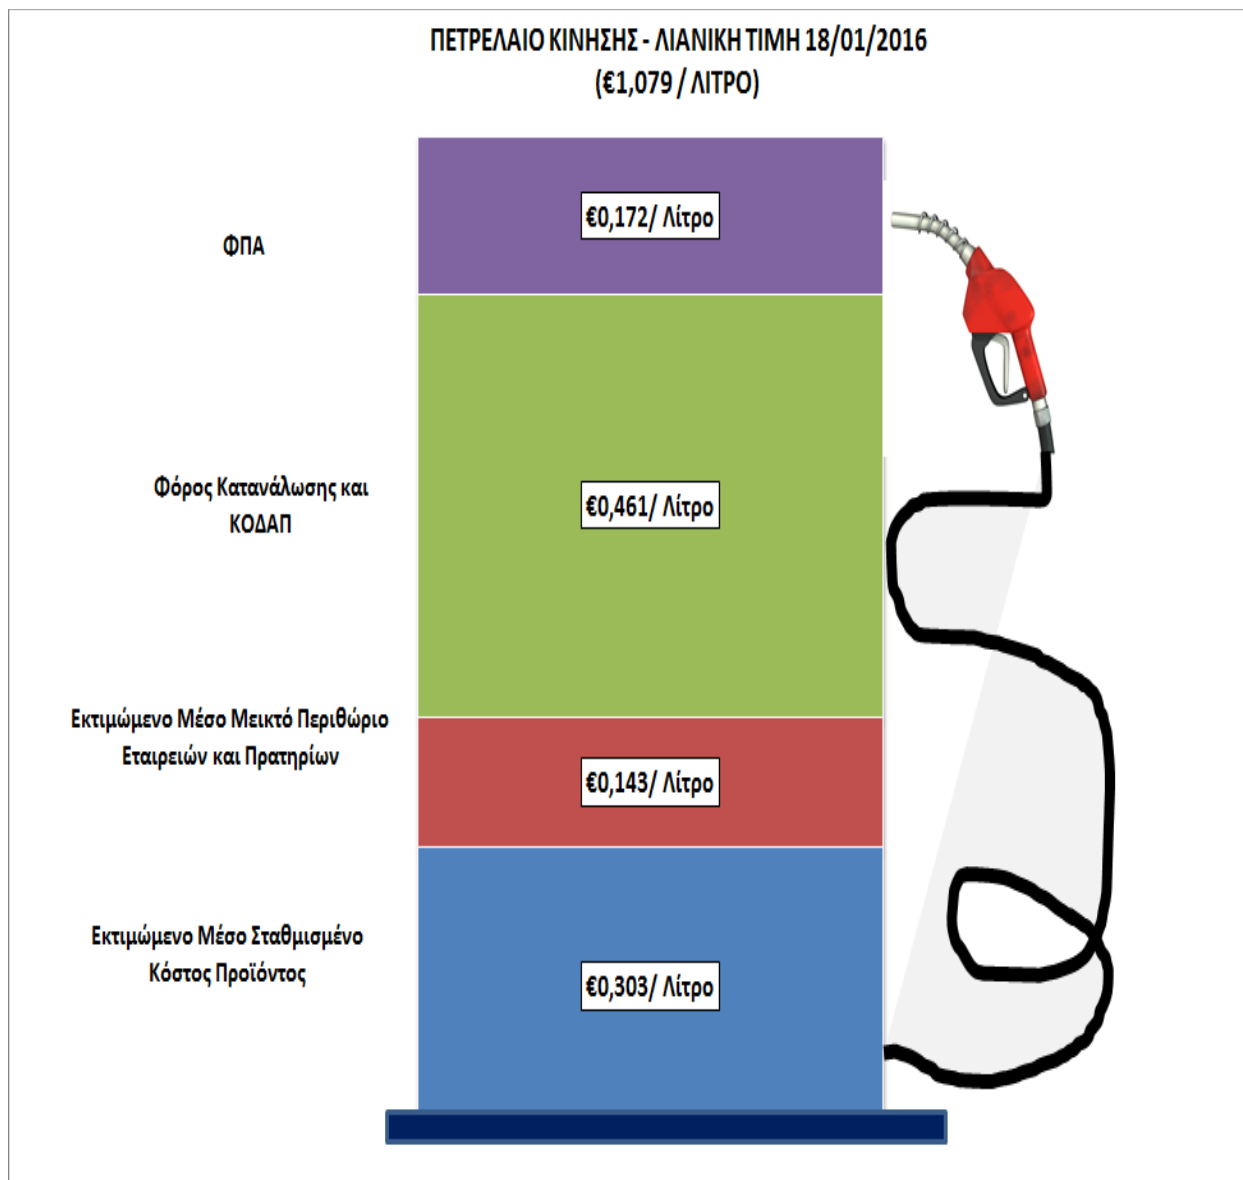 ΠΕΤΡΕΛΑΙΟ ΚΙΝΗΣΗΣ - ΛΙΑΝΙΚΗ ΤΙΜΗ 18/01/2016
(€1,079 / ΛΙΤΡΟ)
€0,172/ Λίτρο
ΦΠΑ
Φόρος Κατανάλωσης και
ΚΟΔΑΠ
€0,461/ Λίτρο
Εκτιμώμενο Μέσο Μεικτό Περιθώριο
Εταιρειών και Πρατηρίων
€0,143/ Λίτρο
Εκτιμώμενο Μέσο Σταθμισμένο
Κόστος Προϊόντος
€0,303/ Λίτρο